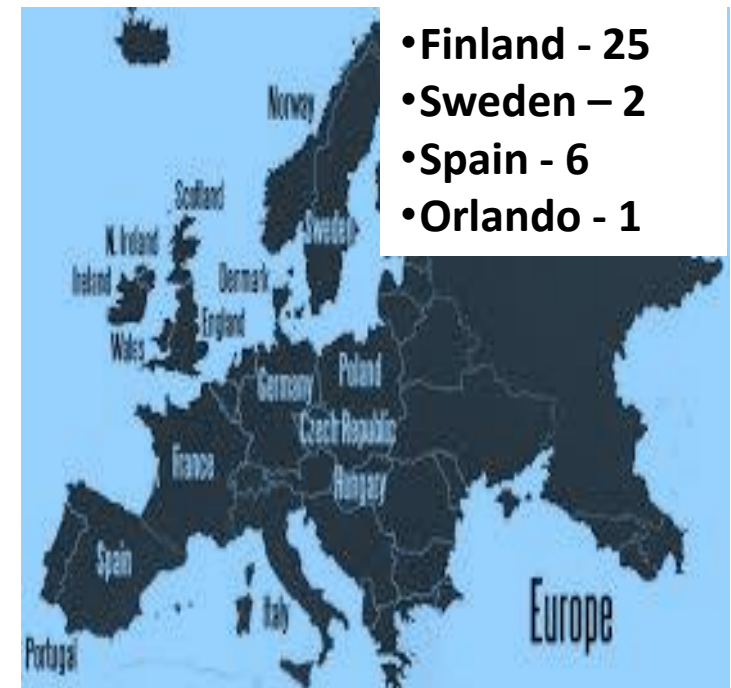 •Finland - 25
•Sweden – 2
•Spain - 6
•Orlando - 1
Norway
Scotland
Sweden
N. Ireland
Ireland
Denmark
England
Wales
Germany
Poland
Czech Republic
France
Hungary
Spain
Italy
Europe
Portugal